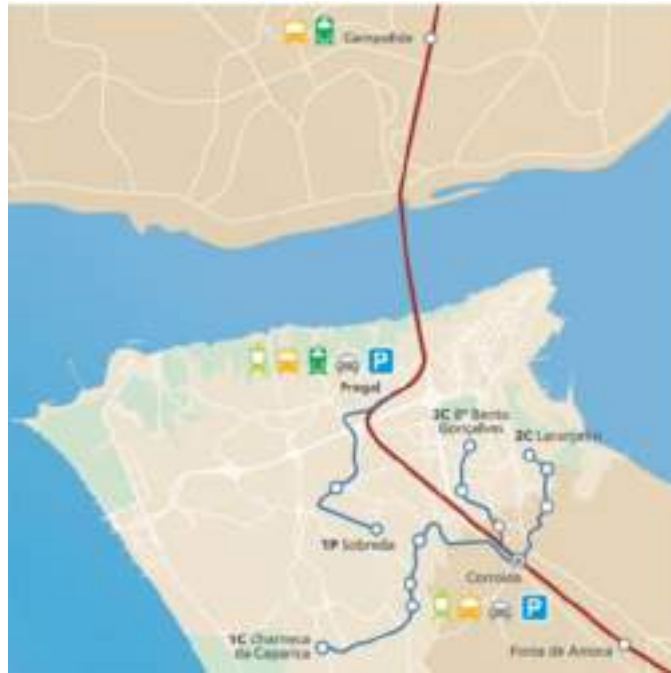 Campolide
P
Pragal
3C Bº Bento
Gonçalves
2C Laranjeiro
1P Sobreda
Corroios
P
1C Charneca
da Caparica
Foros de Amora